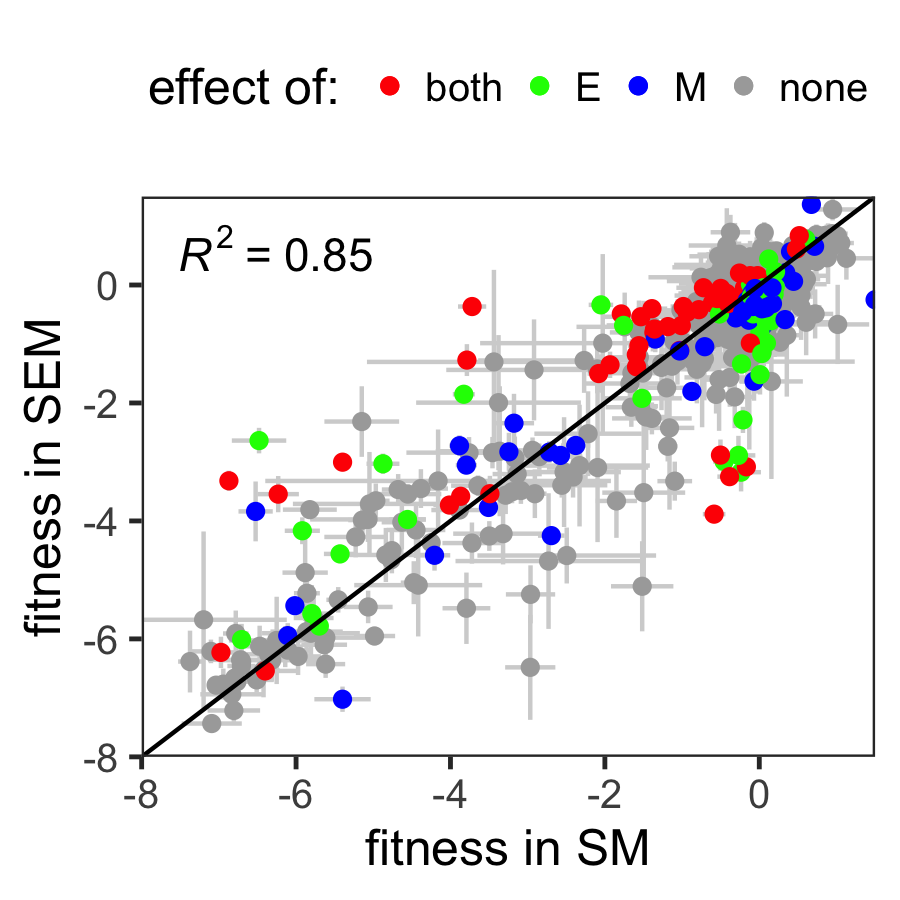 effect of: both E M none
R² = 0.85
0
-2
-4
-6
-8
fitness in SEM
-8 -6 -4 -2 0
fitness in SM